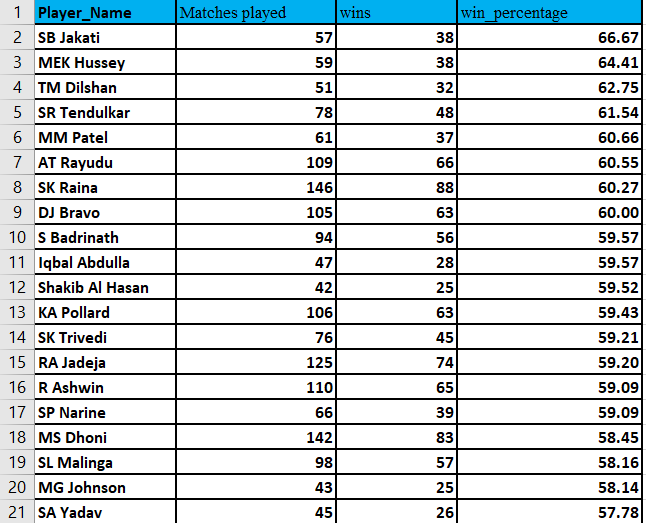 1 Player_Name Matches played wins win_percentage
2 SB Jakati 57 38 66.67
3 MEK Hussey 59 38 64.41
4 TM Dilshan 51 32 62.75
5 SR Tendulkar 78 48 61.54
6 MM Patel 61 37 60.66
7 AT Rayudu 109 66 60.55
8 SK Raina 146 88 60.27
9 DJ Bravo 105 63 60.00
10 S Badrinath 94 56 59.57
11 Iqbal Abdulla 47 28 59.57
12 Shakib Al Hasan 42 25 59.52
13 KA Pollard 106 63 59.43
14 SK Trivedi 76 45 59.21
15 RA Jadeja 125 74 59.20
16 R Ashwin 110 65 59.09
17 SP Narine 66 39 59.09
18 MS Dhoni 142 83 58.45
19 SL Malinga 98 57 58.16
20 MG Johnson 43 25 58.14
21 SA Yadav 45 26 57.78